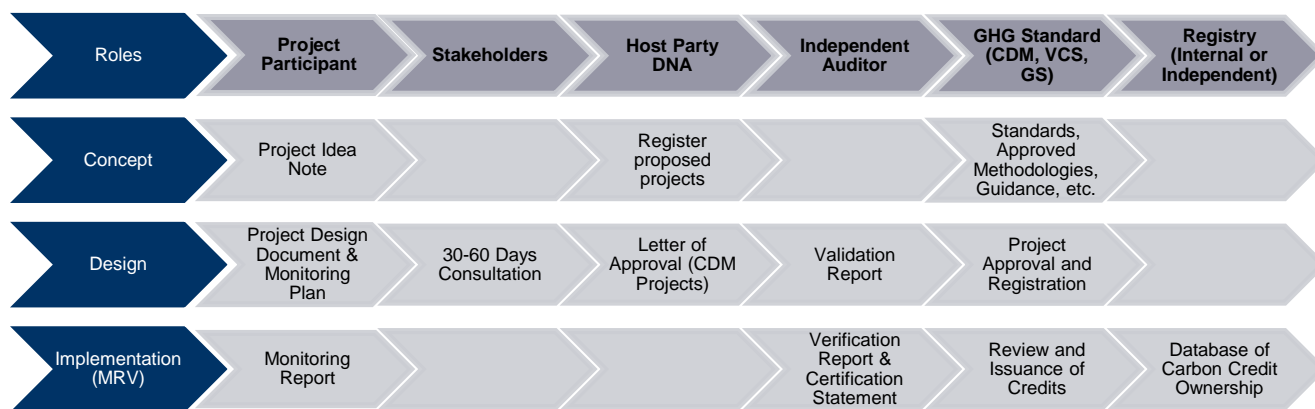 Roles
Project
Participant
Stakeholders
Host Party
DNA
Independent
Auditor
GHG Standard
(CDM, VCS,
GS)
Registry
(Internal or
Independent)
Concept
Project Idea
Note
Register
proposed
projects
Standards,
Approved
Methodologies,
Guidance, etc.
Design
Project Design
Document &
Monitoring
Plan
30-60 Days
Consultation
Letter of
Approval (CDM
Projects)
Validation
Report
Project
Approval and
Registration
Implementation
(MRV)
Monitoring
Report
Verification
Report &
Certification
Statement
Review and
Issuance of
Credits
Database of
Carbon Credit
Ownership